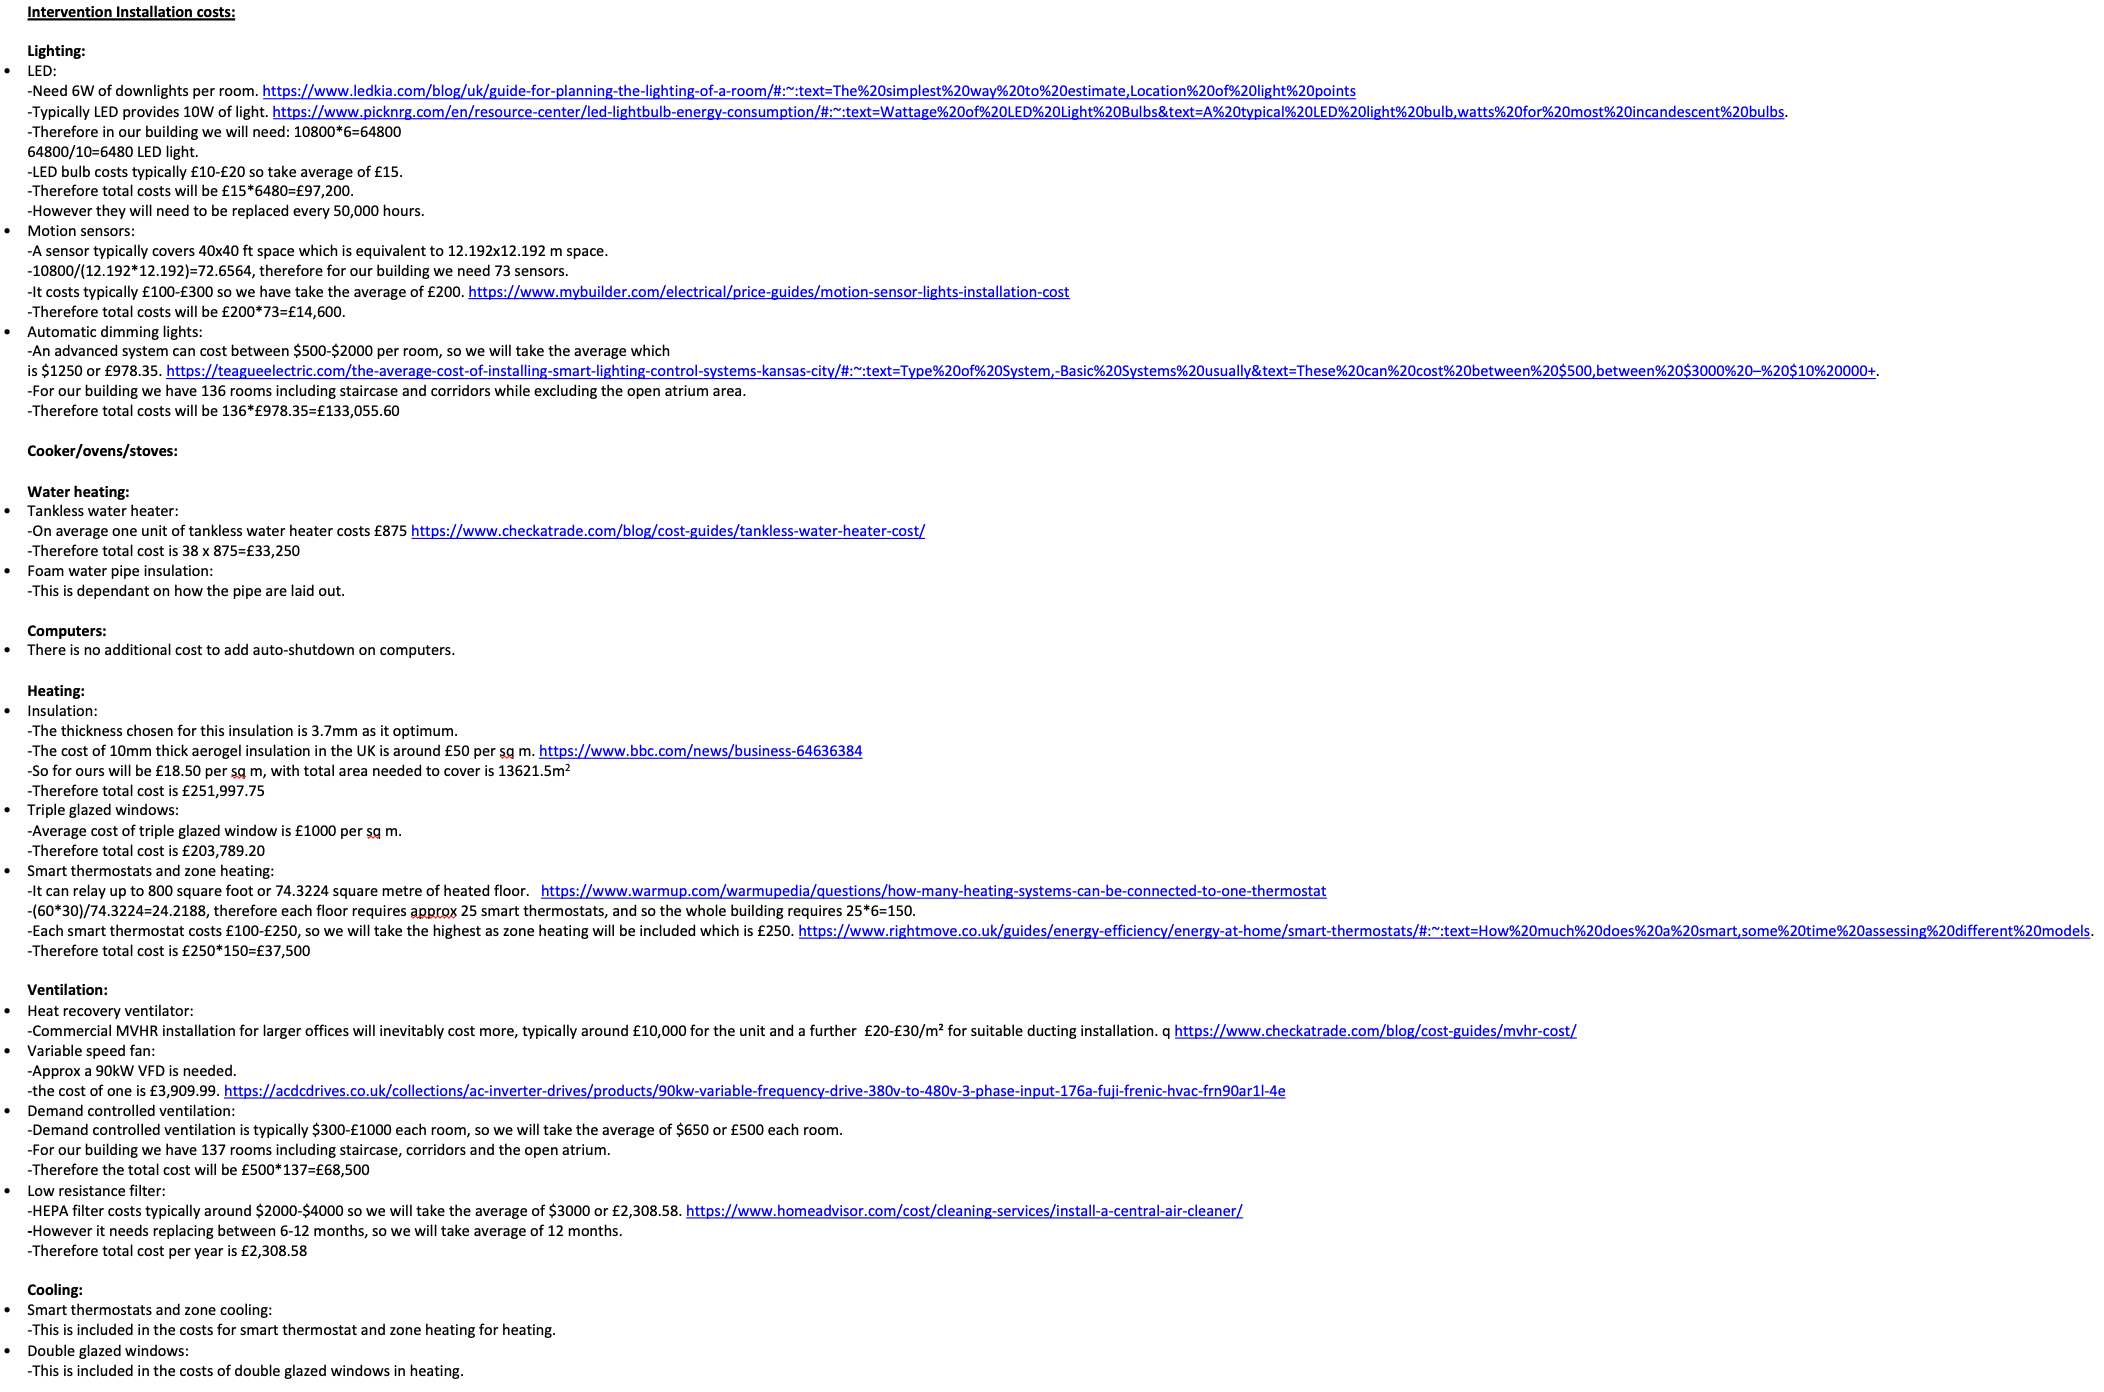 Intervention Installation costs:
Lighting:
• LED:
-Need 6W of downlights per room. https://www.ledkia.com/blog/uk/guide-for-planning-the-lighting-of-a-room/#:~:text=The%20simplest%20way%20to%20estimate,Location%20of%20light%20points
-Typically LED provides 10W of light. https://www.picknrg.com/en/resource-center/led-lightbulb-energy-consumption/#:~:text=Wattage%20of%20LED%20Light%20Bulbs&text=A%20typical%20LED%20light%20bulb,watts%20for%20most%20incandescent%20bulbs.
-Therefore in our building we will need: 10800*6=64800
64800/10=6480 LED light.
-LED bulb costs typically £10-£20 so take average of £15.
-Therefore total costs will be £15*6480=£97,200.
-However they will need to be replaced every 50,000 hours.
• Motion sensors:
-A sensor typically covers 40x40 ft space which is equivalent to 12.192x12.192 m space.
-10800/(12.192*12.192)=72.6564, therefore for our building we need 73 sensors.
-It costs typically £100-£300 so we have take the average of £200. https://www.mybuilder.com/electrical/price-guides/motion-sensor-lights-installation-cost
-Therefore total costs will be £200*73=£14,600.
• Automatic dimming lights:
-An advanced system can cost between $500-$2000 per room, so we will take the average which
is $1250 or £978.35. https://teagueelectric.com/the-average-cost-of-installing-smart-lighting-control-systems-kansas-city/#:~:text=Type%20of%20System,-Basic%20Systems%20usually&text=These%20can%20cost%20between%20$500,between%20$3000%20–%20$10%20000+.
-For our building we have 136 rooms including staircase and corridors while excluding the open atrium area.
-Therefore total costs will be 136*£978.35=£133,055.60
Cooker/ovens/stoves:
Water heating:
• Tankless water heater:
-On average one unit of tankless water heater costs £875 https://www.checkatrade.com/blog/cost-guides/tankless-water-heater-cost/
-Therefore total cost is 38 x 875=£33,250
• Foam water pipe insulation:
-This is dependant on how the pipe are laid out.
Computers:
• There is no additional cost to add auto-shutdown on computers.
Heating:
• Insulation:
-The thickness chosen for this insulation is 3.7mm as it optimum.
-The cost of 10mm thick aerogel insulation in the UK is around £50 per sq m. https://www.bbc.com/news/business-64636384
-So for ours will be £18.50 per sq m, with total area needed to cover is 13621.5m²
-Therefore total cost is £251,997.75
• Triple glazed windows:
-Average cost of triple glazed window is £1000 per sq m.
-Therefore total cost is £203,789.20
• Smart thermostats and zone heating:
-It can relay up to 800 square foot or 74.3224 square metre of heated floor. https://www.warmup.com/warmupedia/questions/how-many-heating-systems-can-be-connected-to-one-thermostat
-(60*30)/74.3224=24.2188, therefore each floor requires approx 25 smart thermostats, and so the whole building requires 25*6=150.
-Each smart thermostat costs £100-£250, so we will take the highest as zone heating will be included which is £250. https://www.rightmove.co.uk/guides/energy-efficiency/energy-at-home/smart-thermostats/#:~:text=How%20much%20does%20a%20smart,some%20time%20assessing%20different%20models.
-Therefore total cost is £250*150=£37,500
Ventilation:
• Heat recovery ventilator:
-Commercial MVHR installation for larger offices will inevitably cost more, typically around £10,000 for the unit and a further £20-£30/m² for suitable ducting installation. q https://www.checkatrade.com/blog/cost-guides/mvhr-cost/
• Variable speed fan:
-Approx a 90kW VFD is needed.
-the cost of one is £3,909.99. https://acdcdrives.co.uk/collections/ac-inverter-drives/products/90kw-variable-frequency-drive-380v-to-480v-3-phase-input-176a-fuji-frenic-hvac-frn90ar1l-4e
• Demand controlled ventilation:
-Demand controlled ventilation is typically $300-£1000 each room, so we will take the average of $650 or £500 each room.
-For our building we have 137 rooms including staircase, corridors and the open atrium.
-Therefore the total cost will be £500*137=£68,500
• Low resistance filter:
-HEPA filter costs typically around $2000-$4000 so we will take the average of $3000 or £2,308.58. https://www.homeadvisor.com/cost/cleaning-services/install-a-central-air-cleaner/
-However it needs replacing between 6-12 months, so we will take average of 12 months.
-Therefore total cost per year is £2,308.58
Cooling:
• Smart thermostats and zone cooling:
-This is included in the costs for smart thermostat and zone heating for heating.
• Double glazed windows:
-This is included in the costs of double glazed windows in heating.